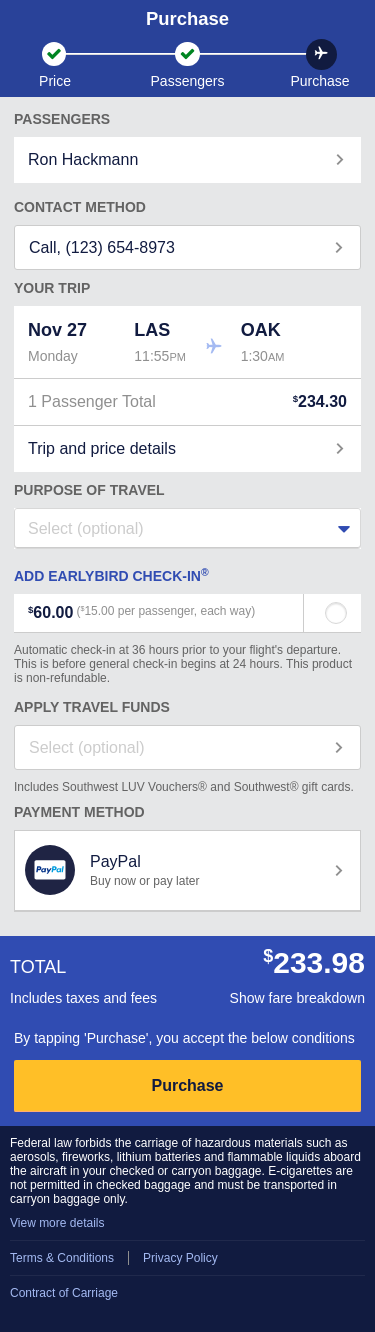 Purchase
Price Passengers Purchase
PASSENGERS
Ron Hackmann
CONTACT METHOD
Call, (123) 654-8973
YOUR TRIP
Nov 27 LAS OAK
Monday 11:55PM 1:30AM
1 Passenger Total $234.30
Trip and price details
PURPOSE OF TRAVEL
Select (optional)
ADD EARLYBIRD CHECK-IN®
$60.00 ($15.00 per passenger, each way)
Automatic check-in at 36 hours prior to your flight's departure.
This is before general check-in begins at 24 hours. This product
is non-refundable.
APPLY TRAVEL FUNDS
Select (optional)
Includes Southwest LUV Vouchers® and Southwest® gift cards.
PAYMENT METHOD
PayPal
PayPal
Buy now or pay later
TOTAL $233.98
Includes taxes and fees Show fare breakdown
By tapping 'Purchase', you accept the below conditions
Purchase
Federal law forbids the carriage of hazardous materials such as
aerosols, fireworks, lithium batteries and flammable liquids aboard
the aircraft in your checked or carryon baggage. E-cigarettes are
not permitted in checked baggage and must be transported in
carryon baggage only.
View more details
Terms & Conditions Privacy Policy
Contract of Carriage